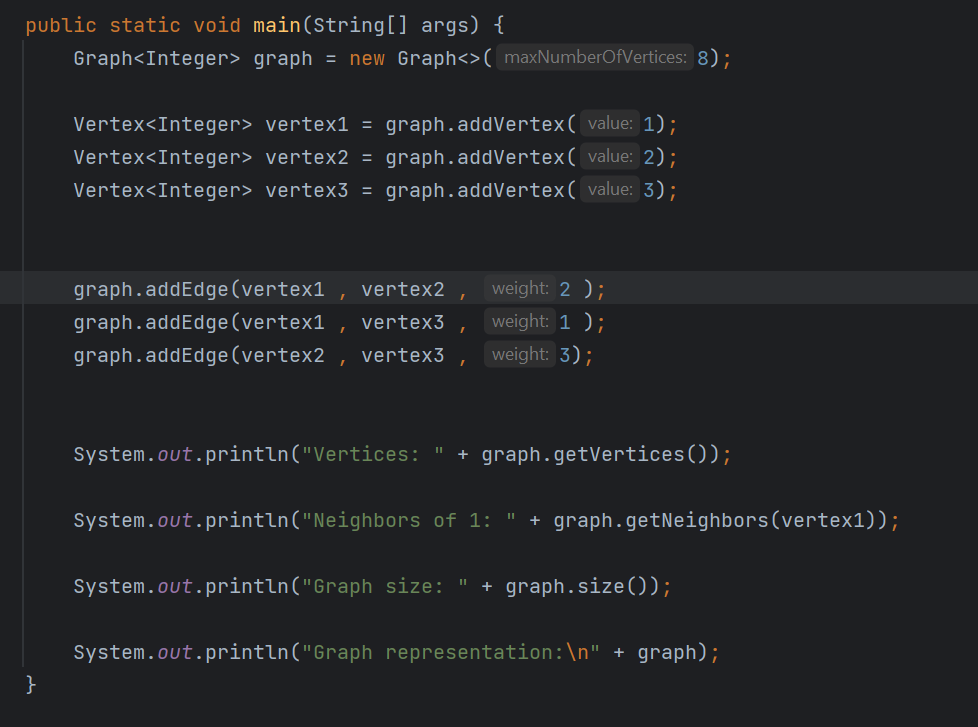 public static void main(String[] args) {
Graph<Integer> graph = new Graph<>( maxNumberOfVertices: 8);
Vertex<Integer> vertex1 = graph.addVertex( value: 1);
Vertex<Integer> vertex2 = graph.addVertex( value: 2);
Vertex<Integer> vertex3 = graph.addVertex( value: 3);
graph.addEdge(vertex1 , vertex2 , weight: 2 );
graph.addEdge(vertex1 , vertex3 , weight: 1 );
graph.addEdge(vertex2 , vertex3 , weight: 3);
System.out.println("Vertices: " + graph.getVertices());
System.out.println("Neighbors of 1: " + graph.getNeighbors(vertex1));
System.out.println("Graph size: " + graph.size());
System.out.println("Graph representation:\n" + graph);
}